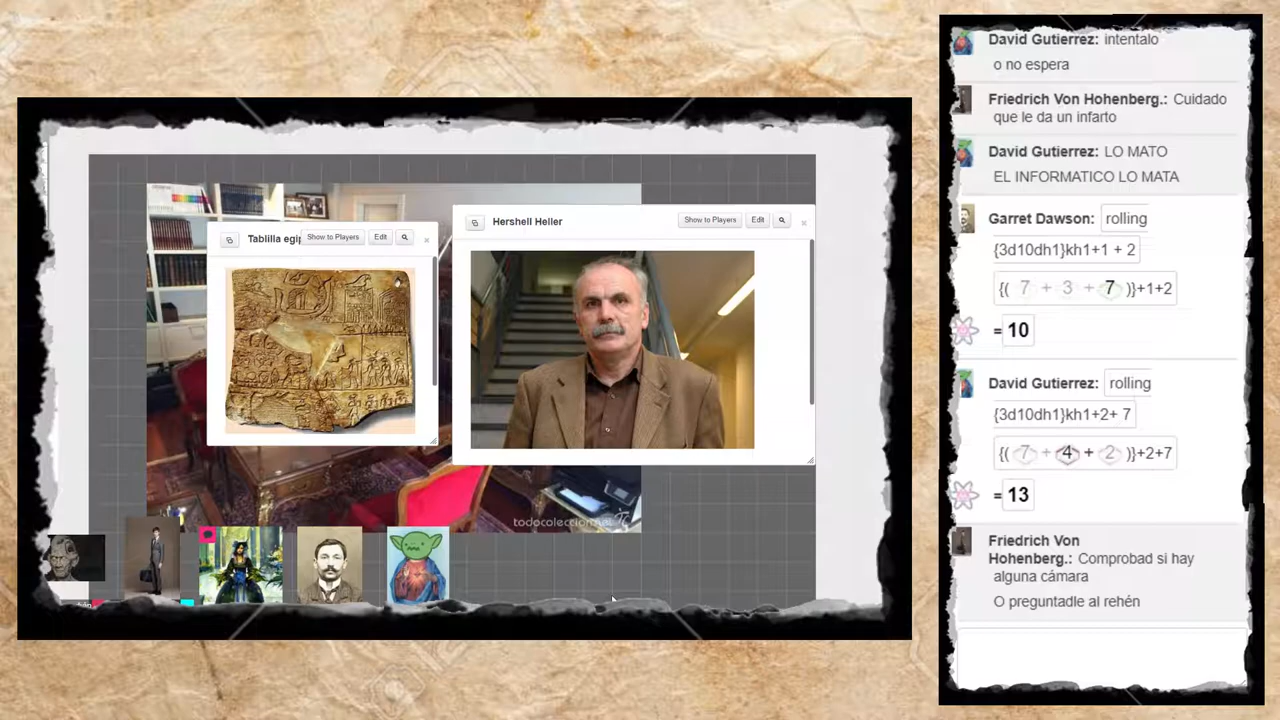 Tablilla egip
Show to Players
Edit
Hershell Heller
Show to Players
Edit
todocoleccion.net
David Gutierrez: intentalo
o no espera
Friedrich Von Hohenberg.: Cuidado
que le da un infarto
David Gutierrez: LO MATO
EL INFORMATICO LO MATA
Garret Dawson: rolling
{3d10dh1}kh1+1 + 2
{( 7 + 3 + 7 )}+1+2
= 10
David Gutierrez: rolling
{3d10dh1}kh1+2+ 7
{( 7 + 4 + 2 )}+2+7
= 13
Friedrich Von
Hohenberg.: Comprobad si hay
alguna cámara
O preguntadle al rehén